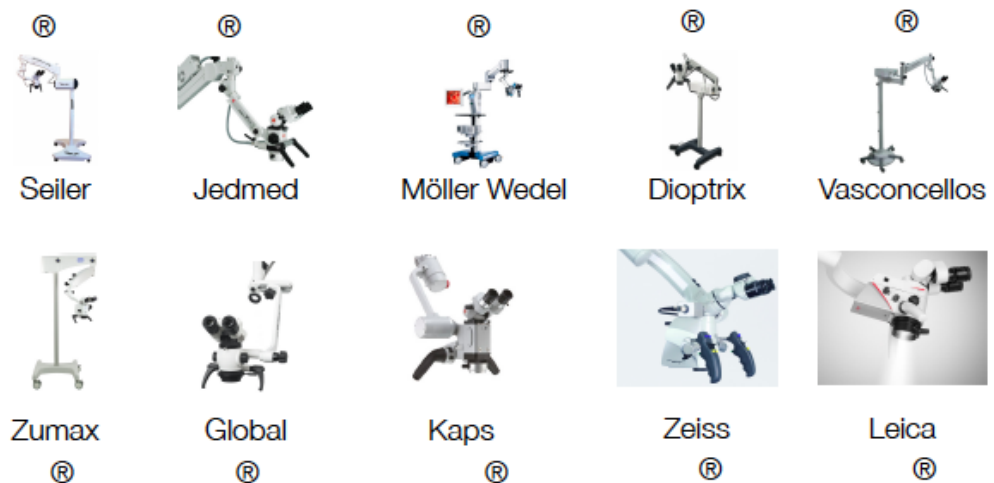 ® ® ® ® ®
Seiler Jedmed Möller Wedel Dioptrix Vasconcellos
Zumax Global Kaps Zeiss Leica
® ® ® ® ®